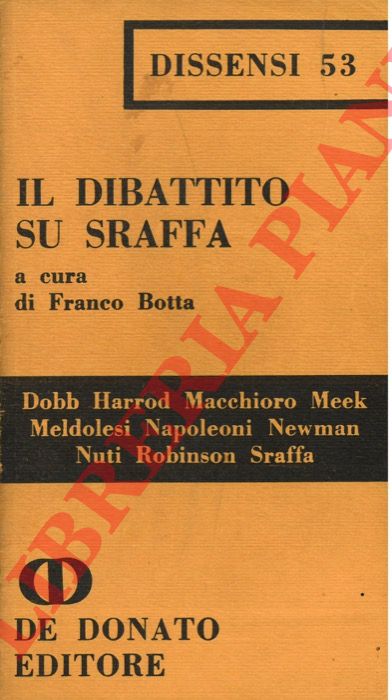 DISSENSI 53
IL DIBATTITO
SU SRAFFA
a cura
di Franco Botta
Dobb Harrod Macchioro Meek
Meldolesi Napoleoni Newman
Nuti Robinson Sraffa
DE DONATO
EDITORE
LIBRERIA PIANI